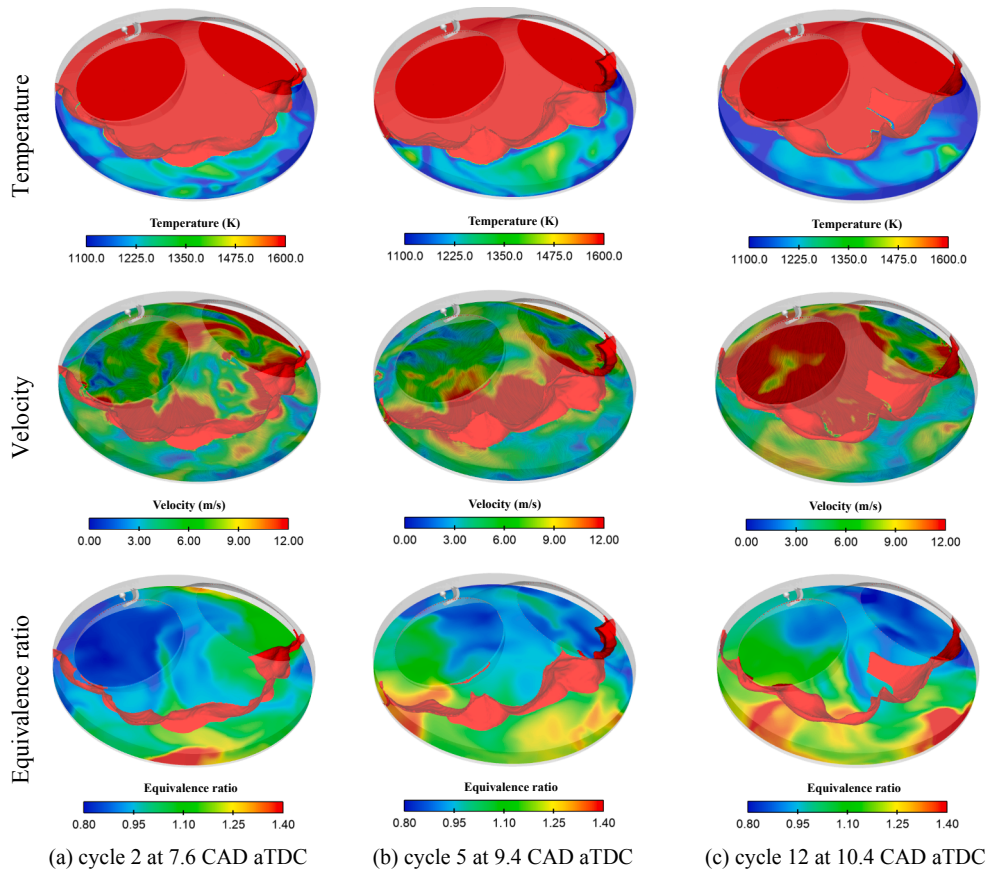 Temperature
Temperature (K)
1100.0 1225.0 1350.0 1475.0 1600.0
Temperature (K)
1100.0 1225.0 1350.0 1475.0 1600.0
Temperature (K)
1100.0 1225.0 1350.0 1475.0 1600.0
Velocity
Velocity (m/s)
0.00 3.00 6.00 9.00 12.00
Velocity (m/s)
0.00 3.00 6.00 9.00 12.00
Velocity (m/s)
0.00 3.00 6.00 9.00 12.00
Equivalence ratio
Equivalence ratio
0.80 0.95 1.10 1.25 1.40
Equivalence ratio
0.80 0.95 1.10 1.25 1.40
Equivalence ratio
0.80 0.95 1.10 1.25 1.40
(a) cycle 2 at 7.6 CAD aTDC
(b) cycle 5 at 9.4 CAD aTDC
(c) cycle 12 at 10.4 CAD aTDC